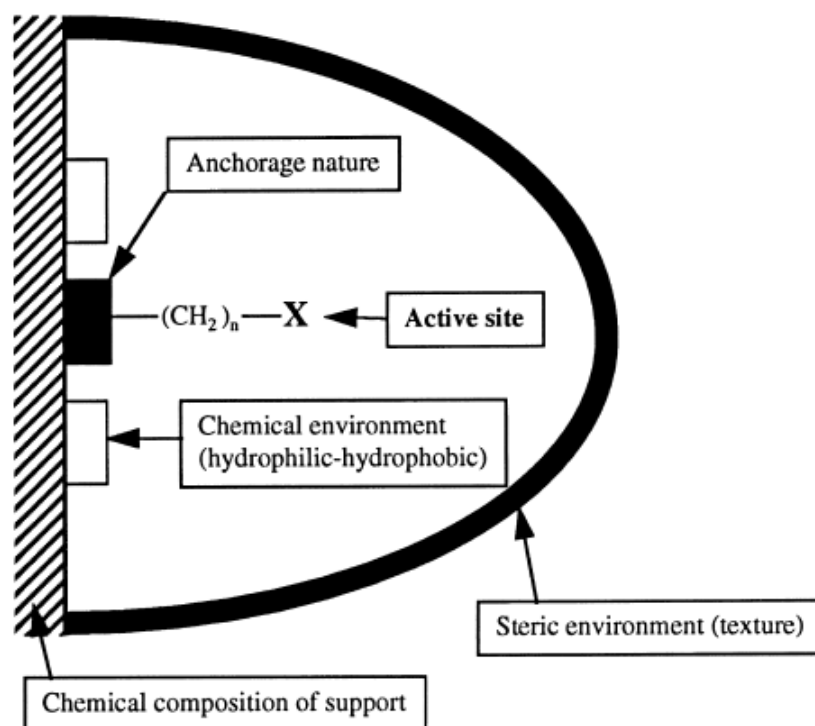 Anchorage nature
—(CH₂)ₙ—X
Active site
Chemical environment
(hydrophilic-hydrophobic)
Steric environment (texture)
Chemical composition of support